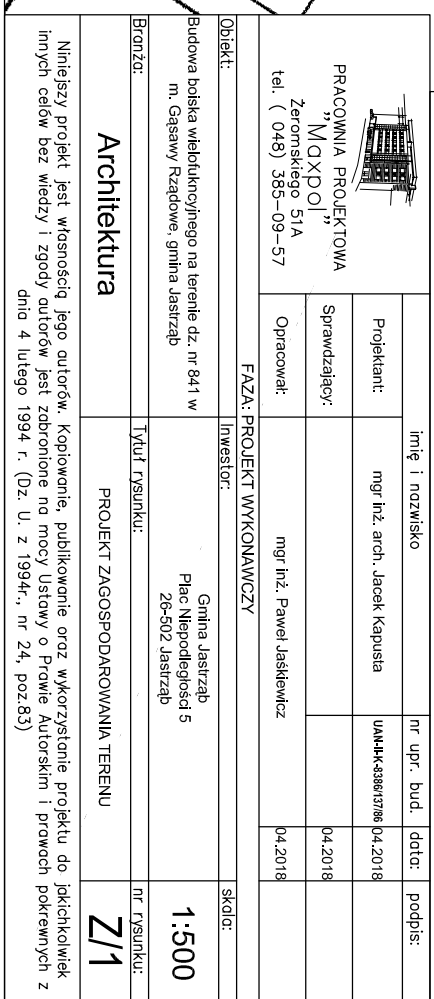 PRACOWNIA PROJEKTOWA
"Maxpol"
Żeromskiego 51A
tel. ( 048) 385-09-57
imię i nazwisko
nr upr. bud.
data:
podpis:
Projektant:
mgr inż. arch. Jacek Kapusta
UAN-II-K-8386/137/86
04.2018
Sprawdzający:
04.2018
Opracował:
mgr inż. Paweł Jaśkiewicz
04.2018
FAZA: PROJEKT WYKONAWCZY
Obiekt:
Budowa boiska wielofukncyjnego na terenie dz. nr 841 w
m. Gąsawy Rządowe, gmina Jastrząb
Inwestor:
Gmina Jastrząb
Plac Niepodległości 5
26-502 Jastrząb
skala:
1:500
Branża:
Architektura
Tytuł rysunku:
PROJEKT ZAGOSPODAROWANIA TERENU
nr rysunku:
Z/1
Niniejszy projekt jest własnością jego autorów. Kopiowanie, publikowanie oraz wykorzystanie projektu do jakichkolwiek
innych celów bez wiedzy i zgody autorów jest zabronione na mocy Ustawy o Prawie Autorskim i prawach pokrewnych z
dnia 4 lutego 1994 r. (Dz. U. z 1994r., nr 24, poz.83)